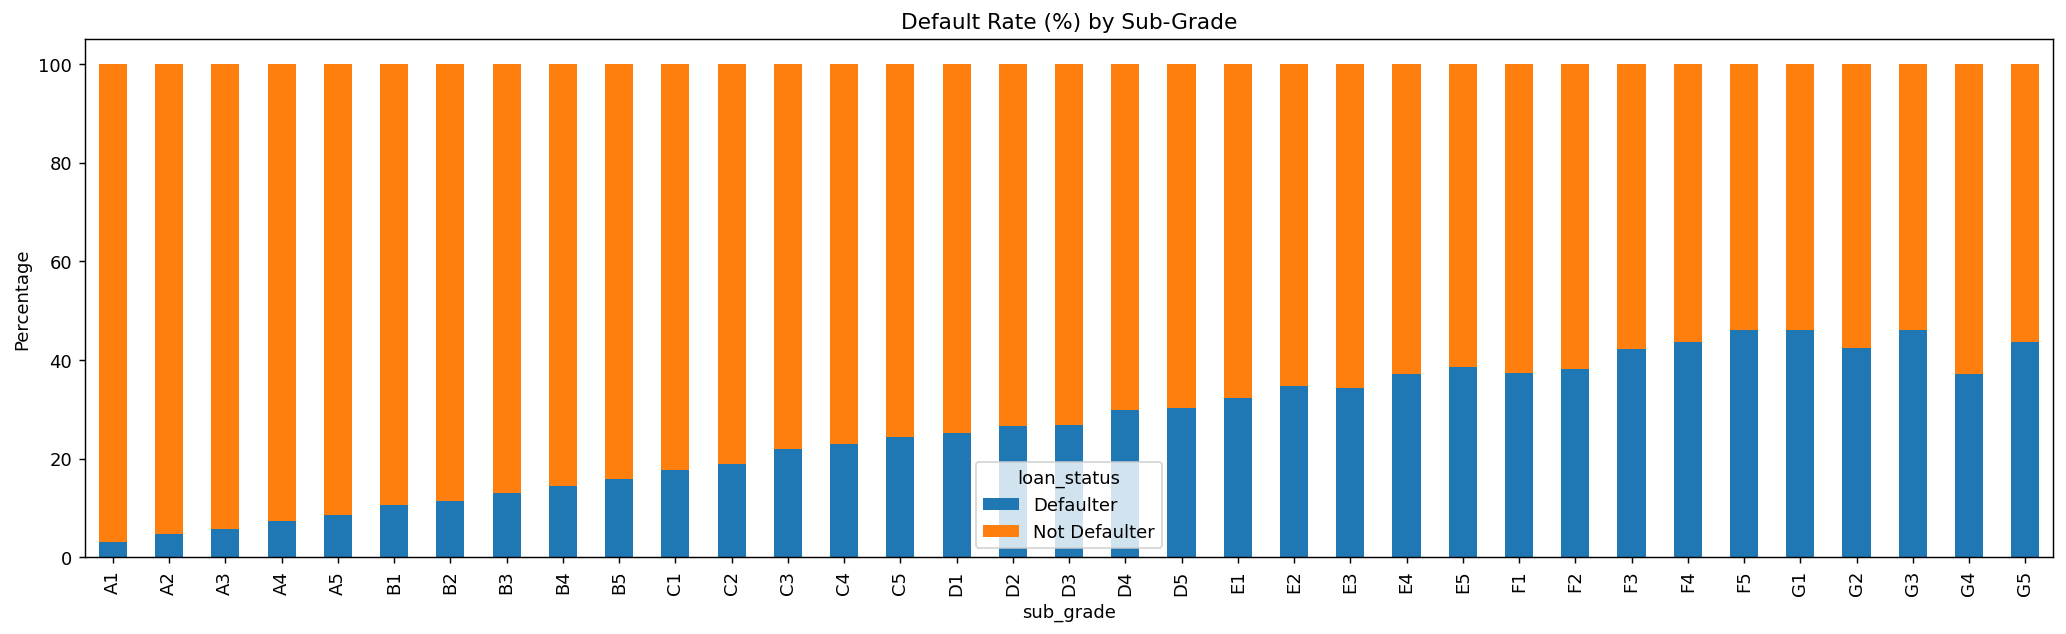 Default Rate (%) by Sub-Grade
Percentage
100
80
60
40
20
0
loan_status
Defaulter
Not Defaulter
A1 A2 A3 A4 A5 B1 B2 B3 B4 B5 C1 C2 C3 C4 C5 D1 D2 D3 D4 D5 E1 E2 E3 E4 E5 F1 F2 F3 F4 F5 G1 G2 G3 G4 G5
sub_grade